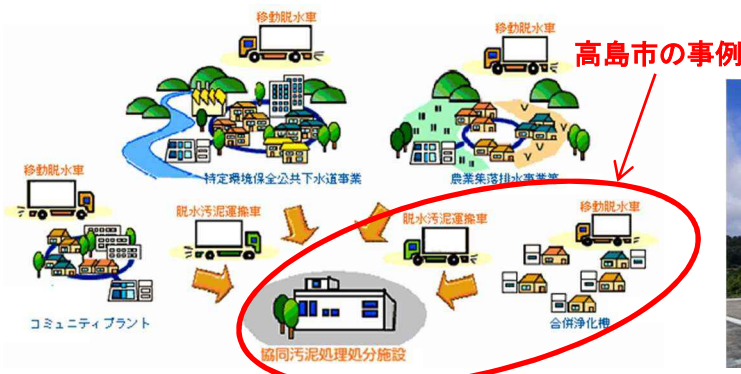 移動脱水車
移動脱水車
高島市の事例
移動脱水車
特定環境保全公共下水道事業
農業集落排水事業等
脱水汚泥運搬車
脱水汚泥運搬車
移動脱水車
コミュニティプラント
合併浄化槽
協同汚泥処理処分施設